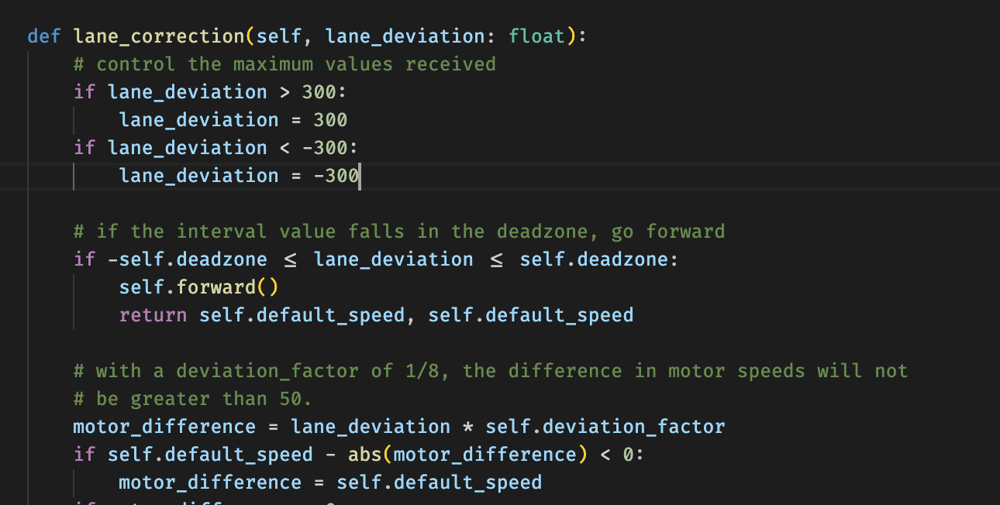 def lane_correction(self, lane_deviation: float):
# control the maximum values received
if lane_deviation > 300:
lane_deviation = 300
if lane_deviation < -300:
lane_deviation = -300
# if the interval value falls in the deadzone, go forward
if -self.deadzone ≤ lane_deviation ≤ self.deadzone:
self.forward()
return self.default_speed, self.default_speed
# with a deviation_factor of 1/8, the difference in motor speeds will not
# be greater than 50.
motor_difference = lane_deviation * self.deviation_factor
if self.default_speed - abs(motor_difference) < 0:
motor_difference = self.default_speed